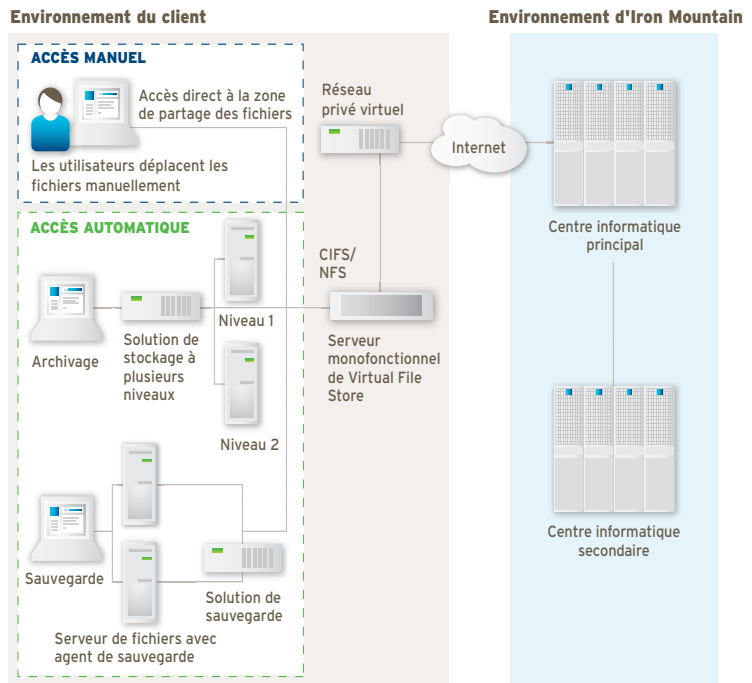 Environnement du client
Environnement d'Iron Mountain
ACCÈS MANUEL
Accès direct à la zone
de partage des fichiers
Les utilisateurs déplacent les
fichiers manuellement
Réseau
privé virtuel
Internet
Centre informatique
principal
ACCÈS AUTOMATIQUE
CIFS/
NFS
Niveau 1
Archivage
Solution de
stockage à
plusieurs
niveaux
Serveur
monofonctionnel
de Virtual File
Store
Niveau 2
Centre informatique
secondaire
Sauvegarde
Solution de
sauvegarde
Serveur de fichiers avec
agent de sauvegarde